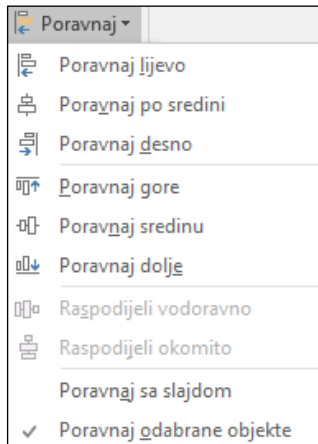 Poravnaj
Poravnaj lijevo
Poravnaj po sredini
Poravnaj desno
Poravnaj gore
Poravnaj sredinu
Poravnaj dolje
Raspodijeli vodoravno
Raspodijeli okomito
Poravnaj sa slajdom
Poravnaj odabrane objekte